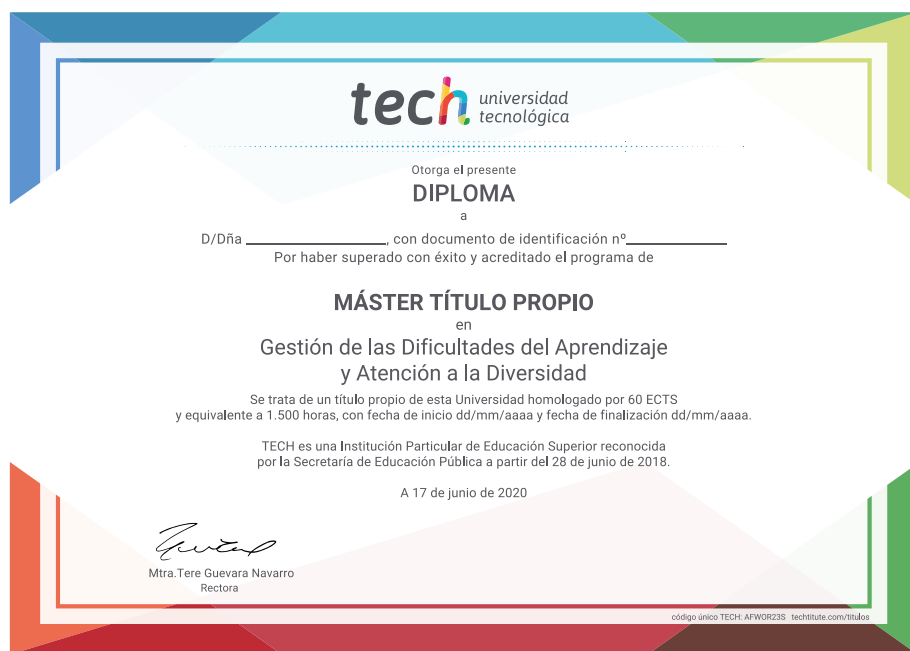 tech universidad
tecnológica
Otorga el presente
DIPLOMA
a
D/Dña ________________, con documento de identificación nº____________
Por haber superado con éxito y acreditado el programa de
MÁSTER TÍTULO PROPIO
en
Gestión de las Dificultades del Aprendizaje
y Atención a la Diversidad
Se trata de un título propio de esta Universidad homologado por 60 ECTS
y equivalente a 1.500 horas, con fecha de inicio dd/mm/aaaa y fecha de finalización dd/mm/aaaa.
TECH es una Institución Particular de Educación Superior reconocida
por la Secretaría de Educación Pública a partir del 28 de junio de 2018.
A 17 de junio de 2020
Mtra.Tere Guevara Navarro
Rectora
código único TECH: AFWOR23S techtitute.com/titulos